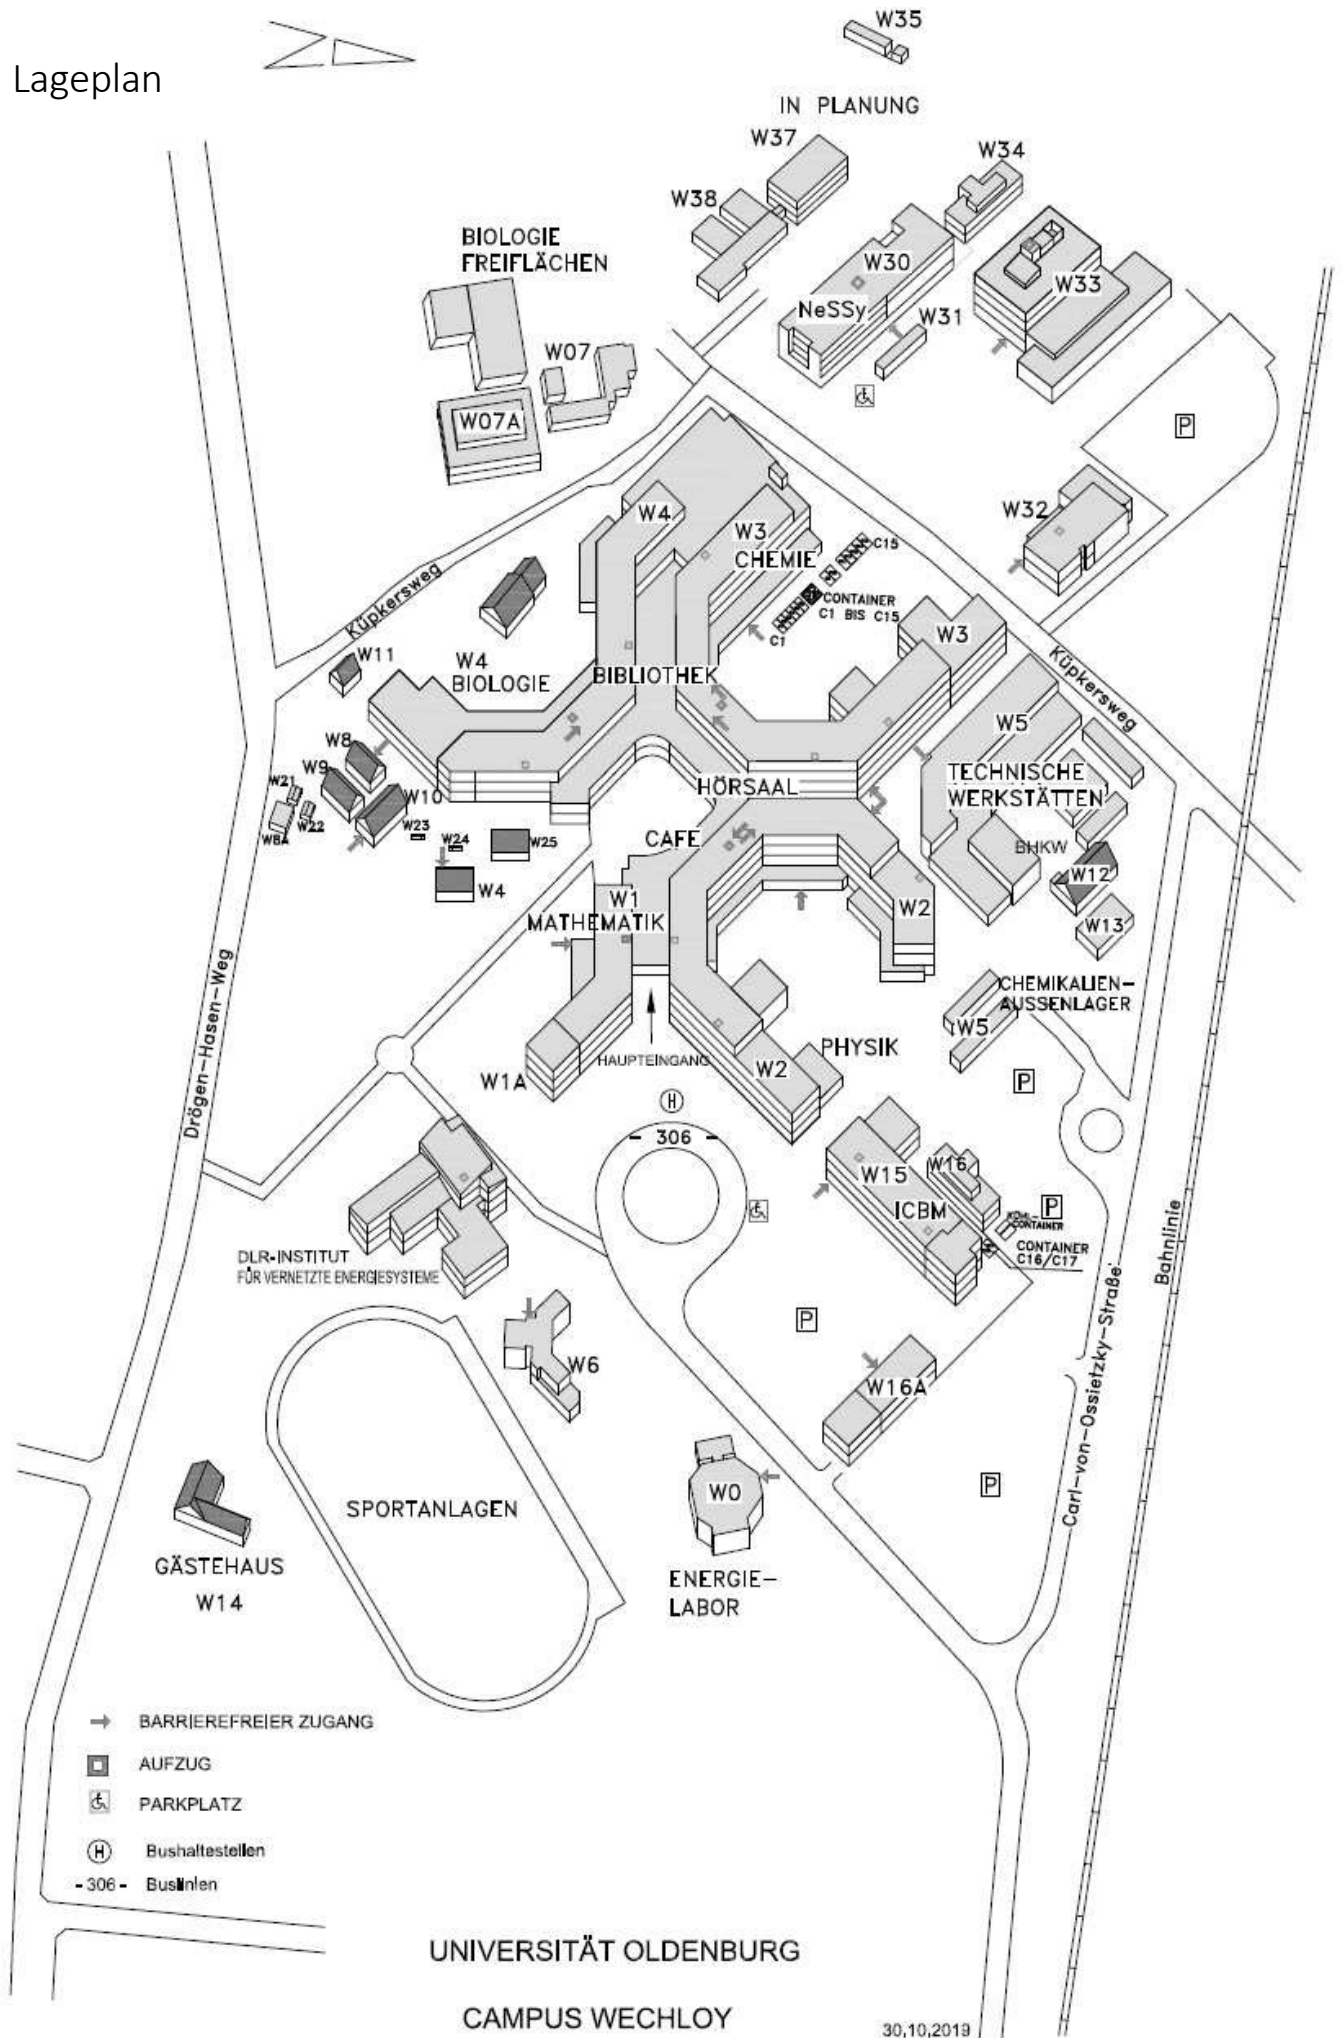 Lageplan
W35
IN PLANUNG
W37
W34
W38
BIOLOGIE
FREIFLÄCHEN
W30
W33
NeSSy
W31
W07
W07A
P
W4
W32
W3
CHEMIE
C15
CONTAINER
C1 BIS C15
C1
Küpkersweg
W3
W11
W4
BIOLOGIE
BIBLIOTHEK
Küpkersweg
W5
W8
W9
TECHNISCHE
WERKSTÄTTEN
HÖRSAAL
W21
W10
W22
W23
W8A
W24
W25
CAFE
BHKW
W12
W4
W1
MATHEMATIK
W2
W13
Drögen-Hasen-Weg
CHEMIKALIEN-
AUSSENLAGER
W5
HAUPTEINGANG
PHYSIK
W2
W1A
P
H
- 306 -
W15
W16
ICBM
P
KÜHL-
CONTAINER
CONTAINER
C16/C17
Bahnlinie
DLR-INSTITUT
FÜR VERNETZTE ENERGIESYSTEME
P
W6
W16A
Carl-von-Ossietzky-Straße
W0
P
SPORTANLAGEN
GÄSTEHAUS
W14
ENERGIE-
LABOR
BARRIEREFREIER ZUGANG
AUFZUG
PARKPLATZ
H Bushaltestellen
- 306 - Buslinien
UNIVERSITÄT OLDENBURG
CAMPUS WECHLOY
30,10,2019